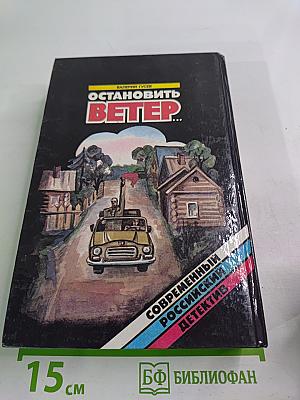 ВАЛЕРИЙ ГУСЕВ
ОСТАНОВИТЬ
ВЕТЕР...
СОВРЕМЕННЫЙ
РОССИЙСКИЙ
ДЕТЕКТИВ
15 см
БФ БИБЛИОФАН